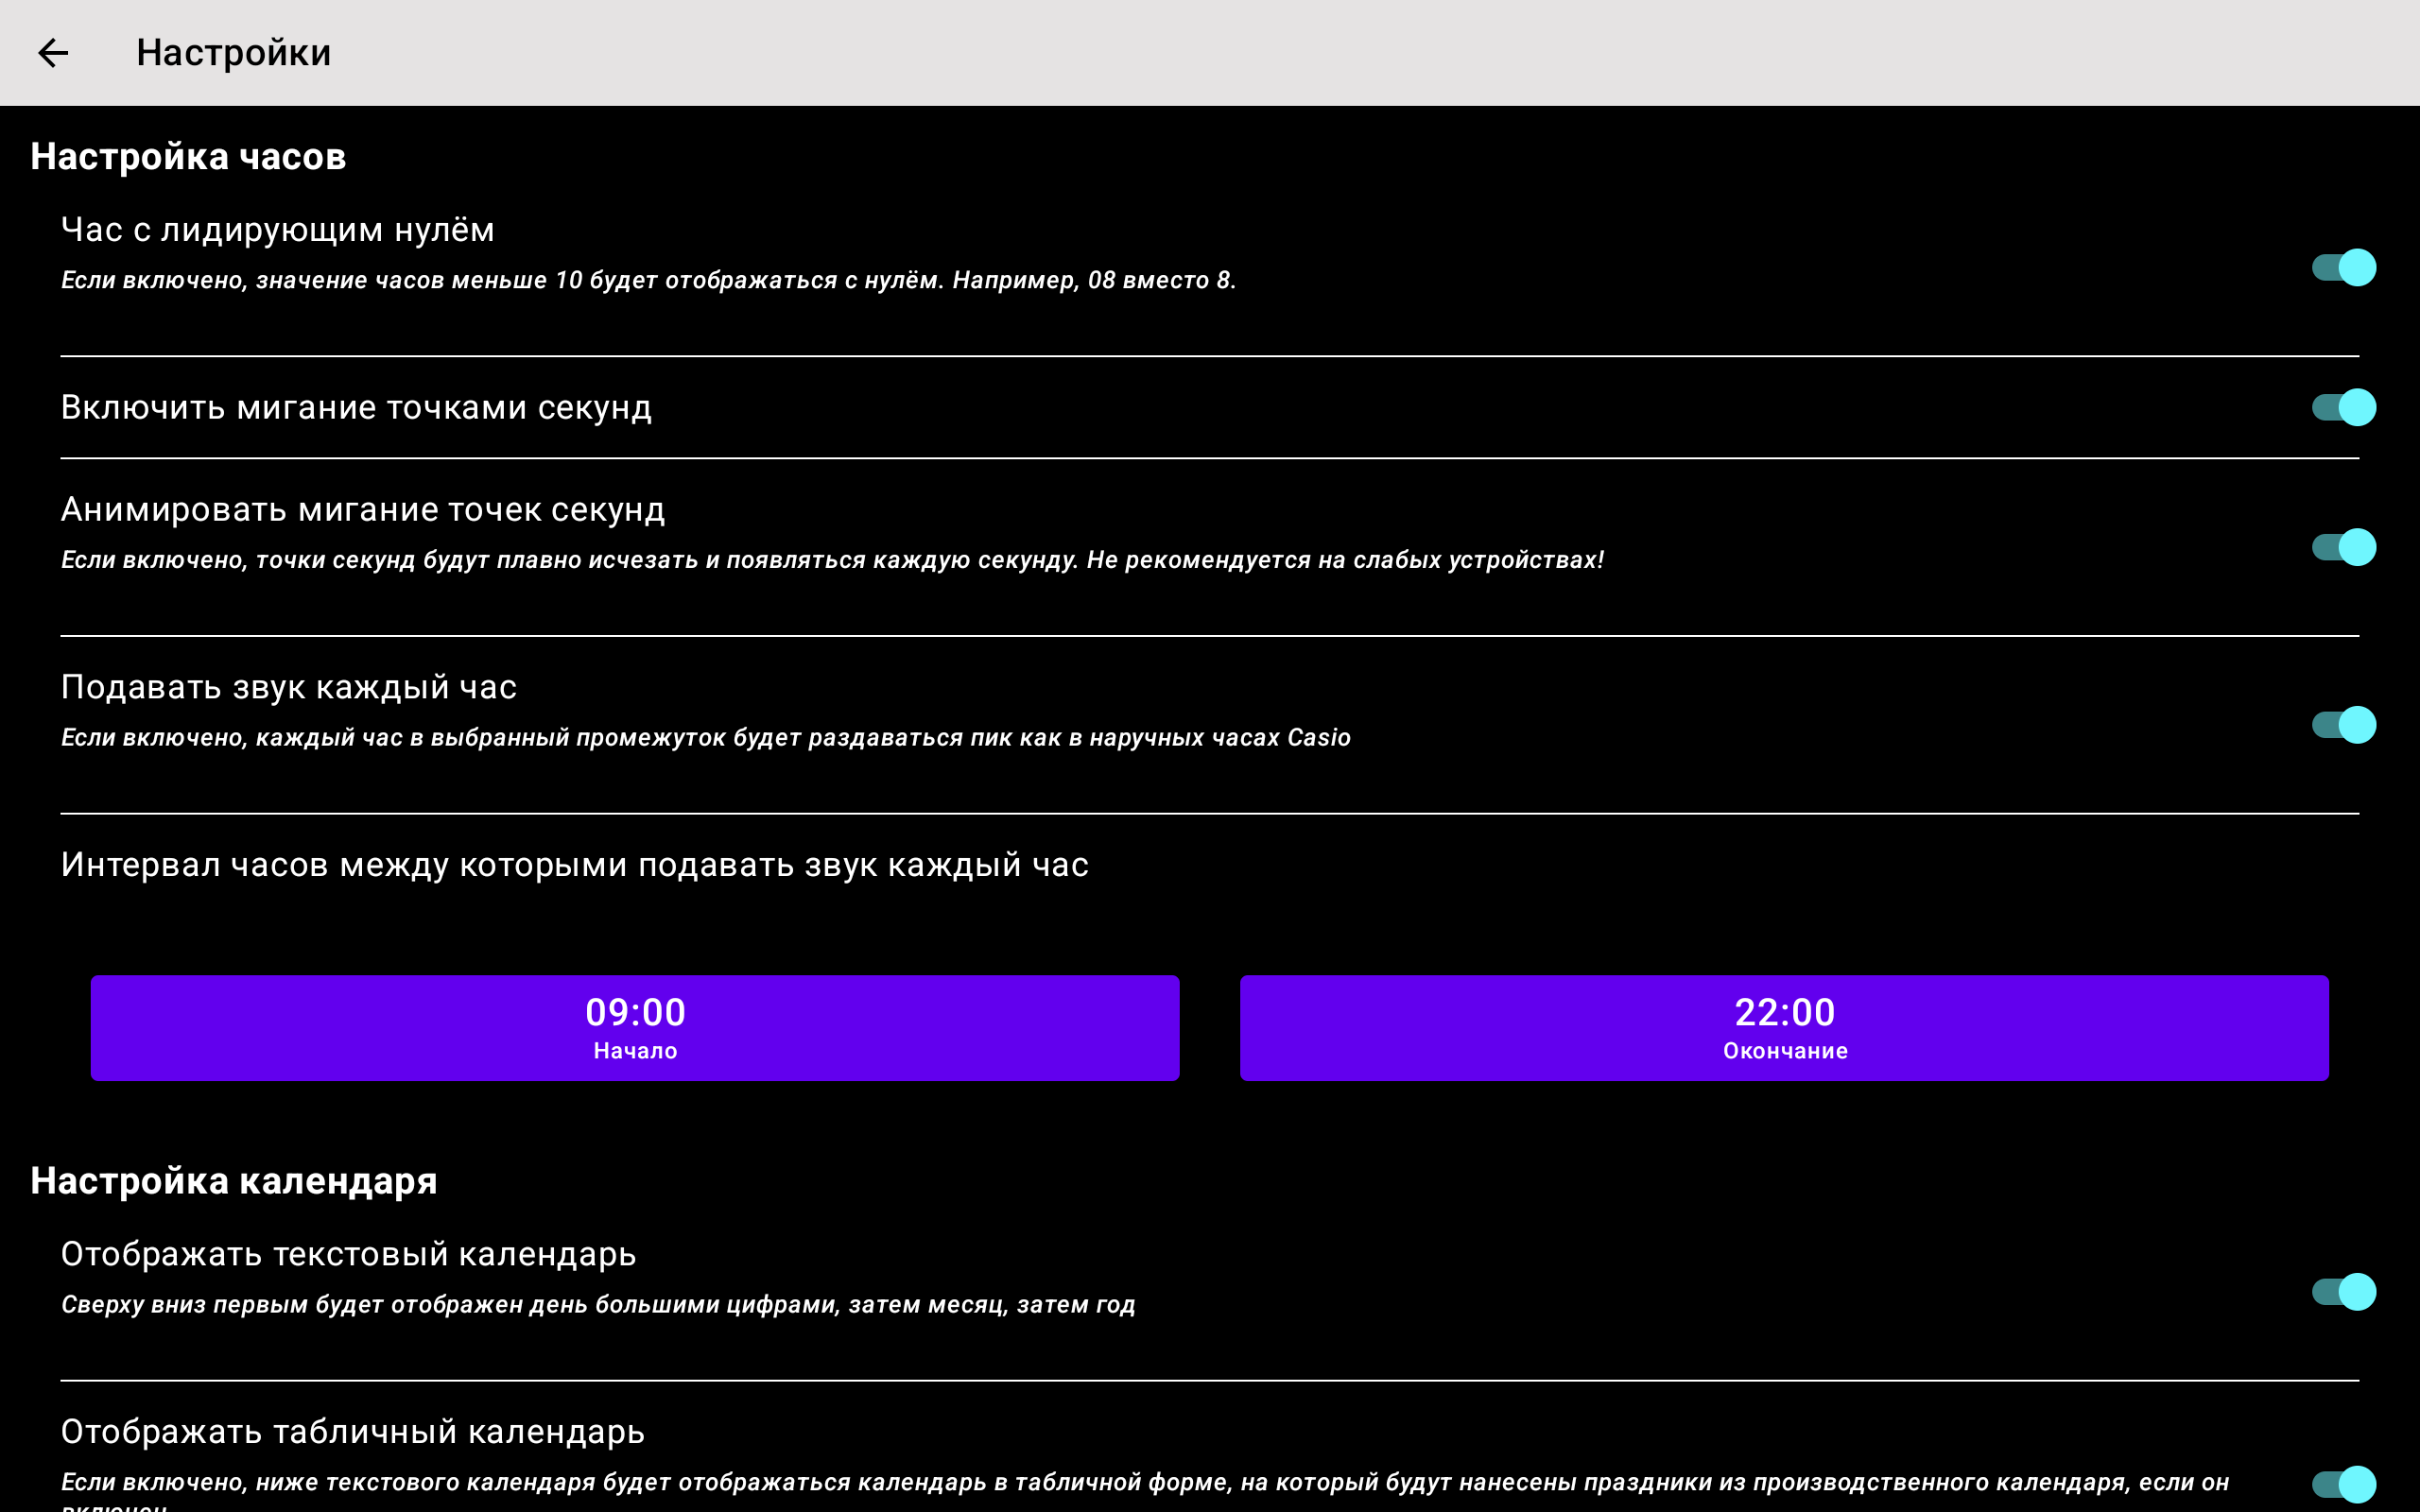 Настройки
Настройка часов
Час с лидирующим нулём
Если включено, значение часов меньше 10 будет отображаться с нулём. Например, 08 вместо 8.
Включить мигание точками секунд
Анимировать мигание точек секунд
Если включено, точки секунд будут плавно исчезать и появляться каждую секунду. Не рекомендуется на слабых устройствах!
Подавать звук каждый час
Если включено, каждый час в выбранный промежуток будет раздаваться пик как в наручных часах Casio
Интервал часов между которыми подавать звук каждый час
09:00
Начало
22:00
Окончание
Настройка календаря
Отображать текстовый календарь
Сверху вниз первым будет отображен день большими цифрами, затем месяц, затем год
Отображать табличный календарь
Если включено, ниже текстового календаря будет отображаться календарь в табличной форме, на который будут нанесены праздники из производственного календаря, если он